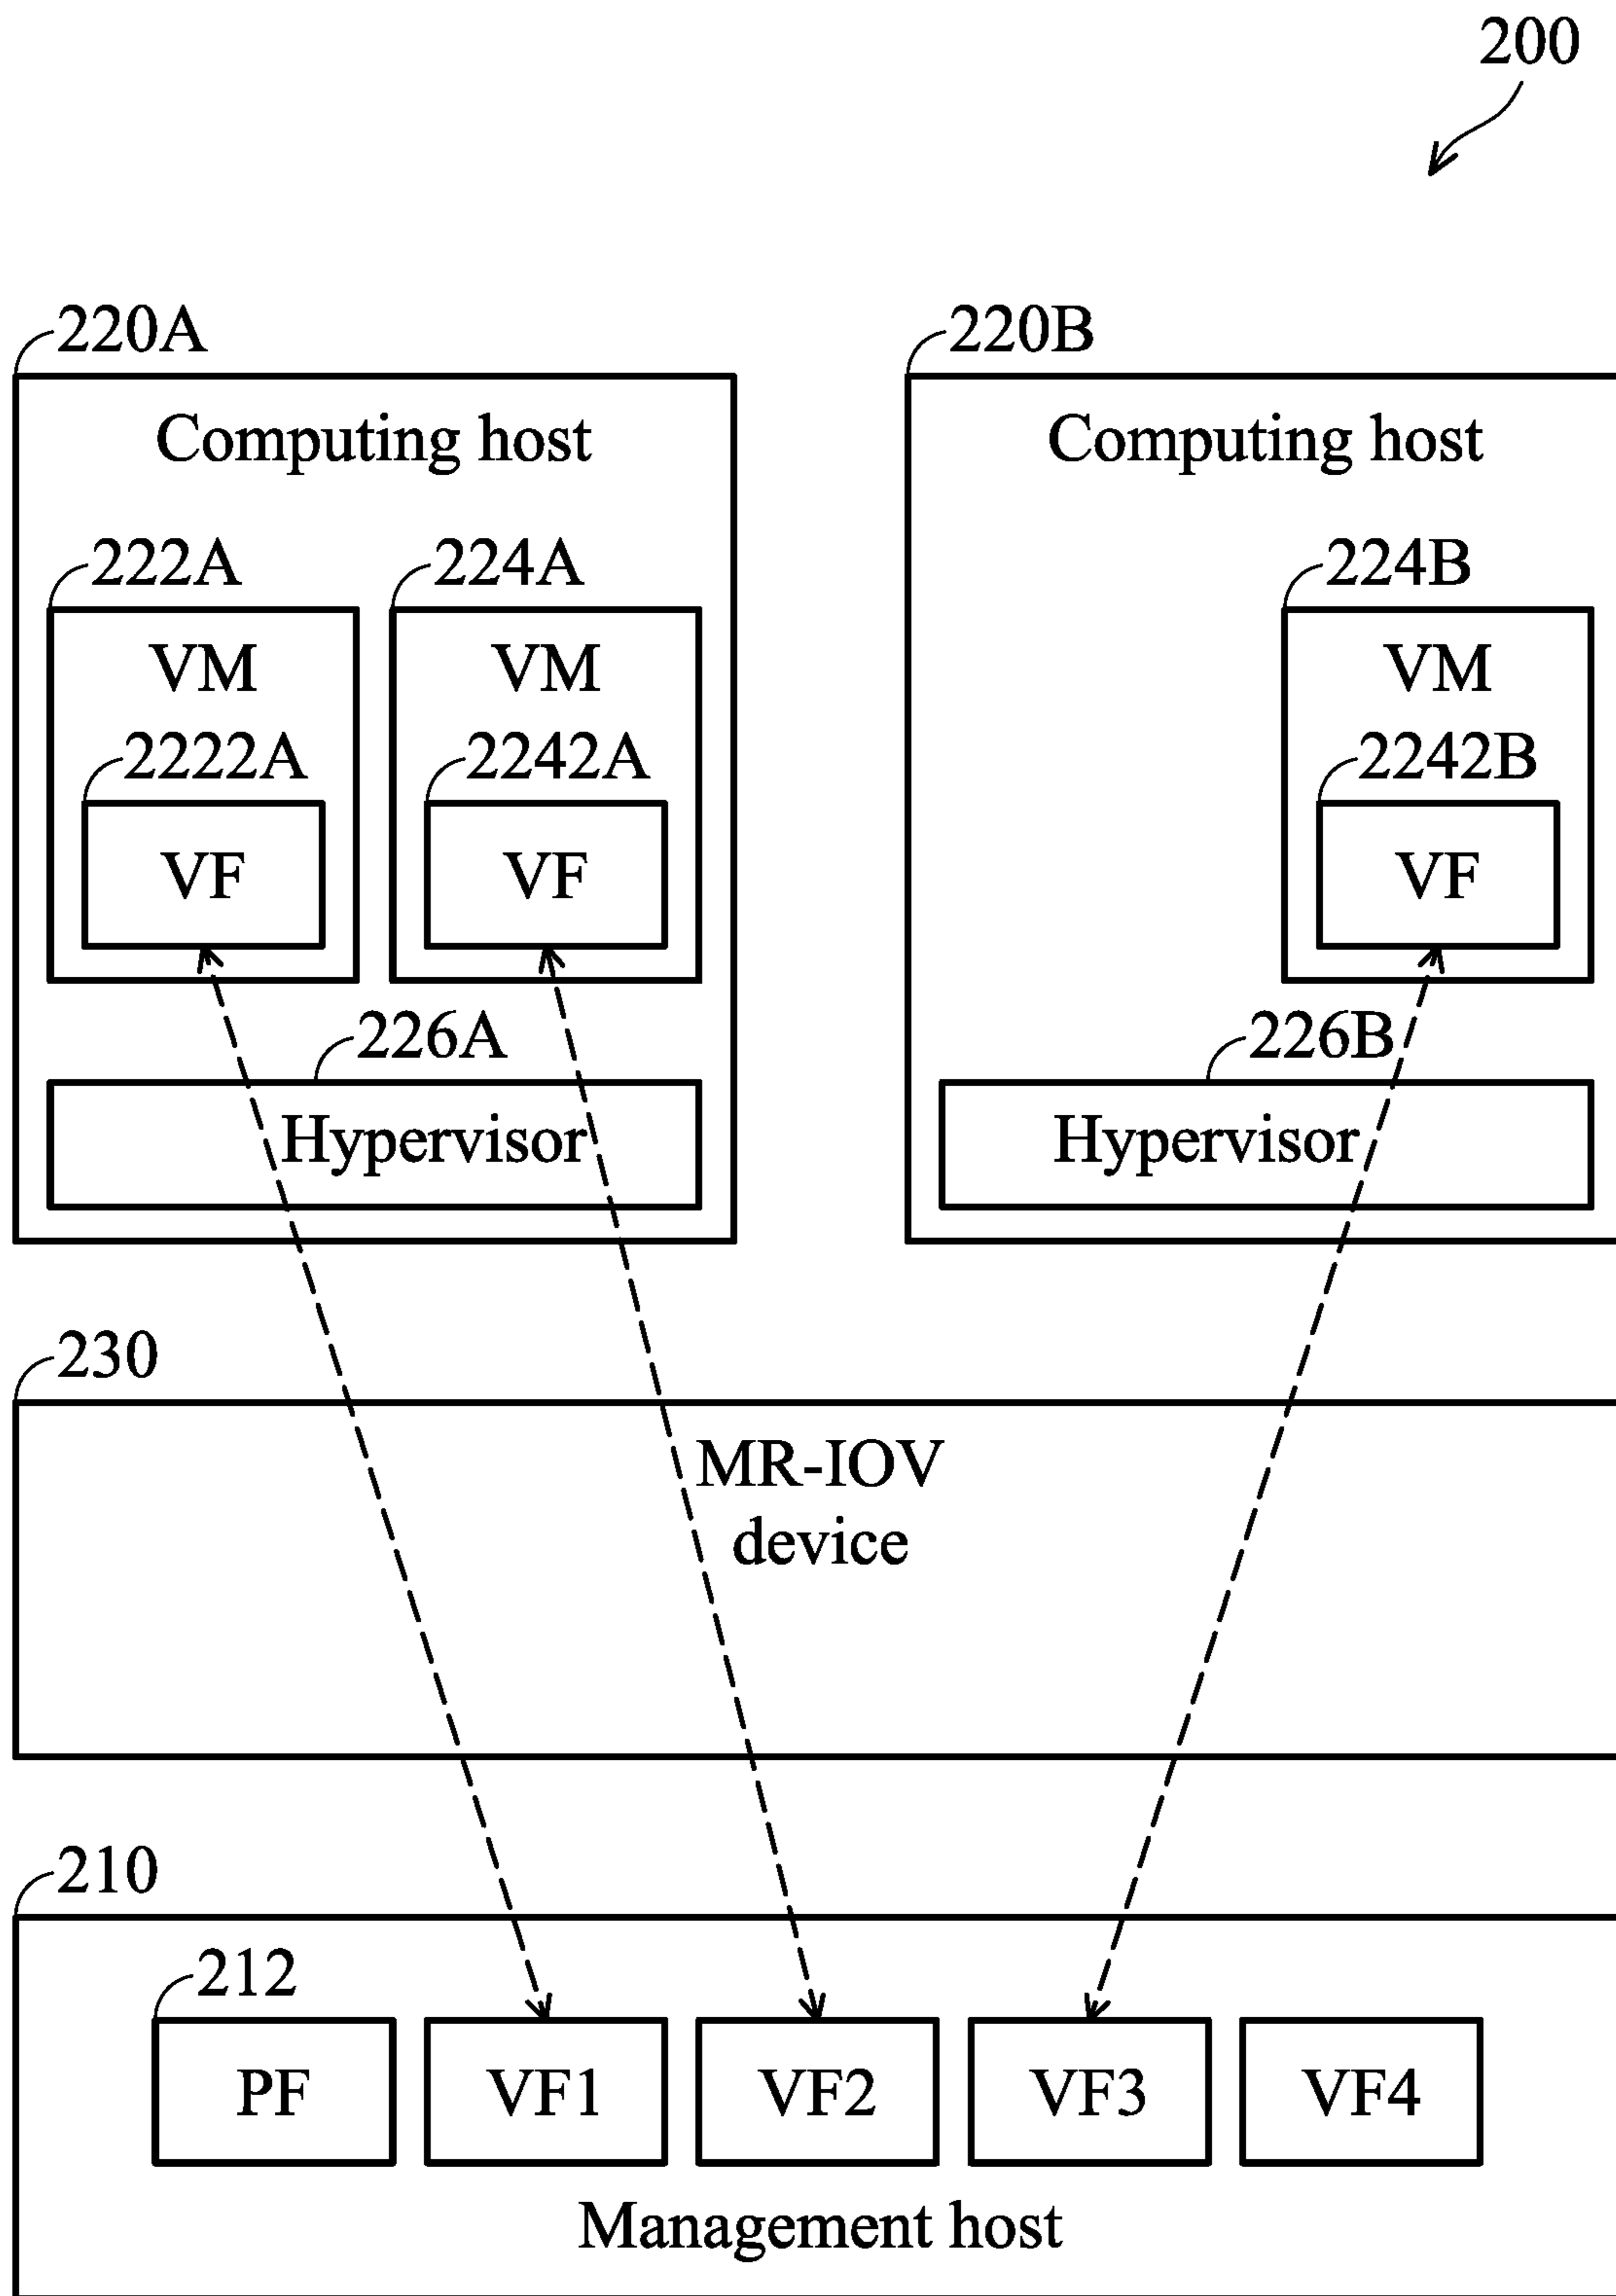 200
220A
220B
Computing host
Computing host
222A
224A
224B
VM
VM
VM
2222A
2242A
2242B
VF
VF
VF
226A
226B
Hypervisor
Hypervisor
230
MR-IOV
device
210
212
PF
VF1
VF2
VF3
VF4
Management host